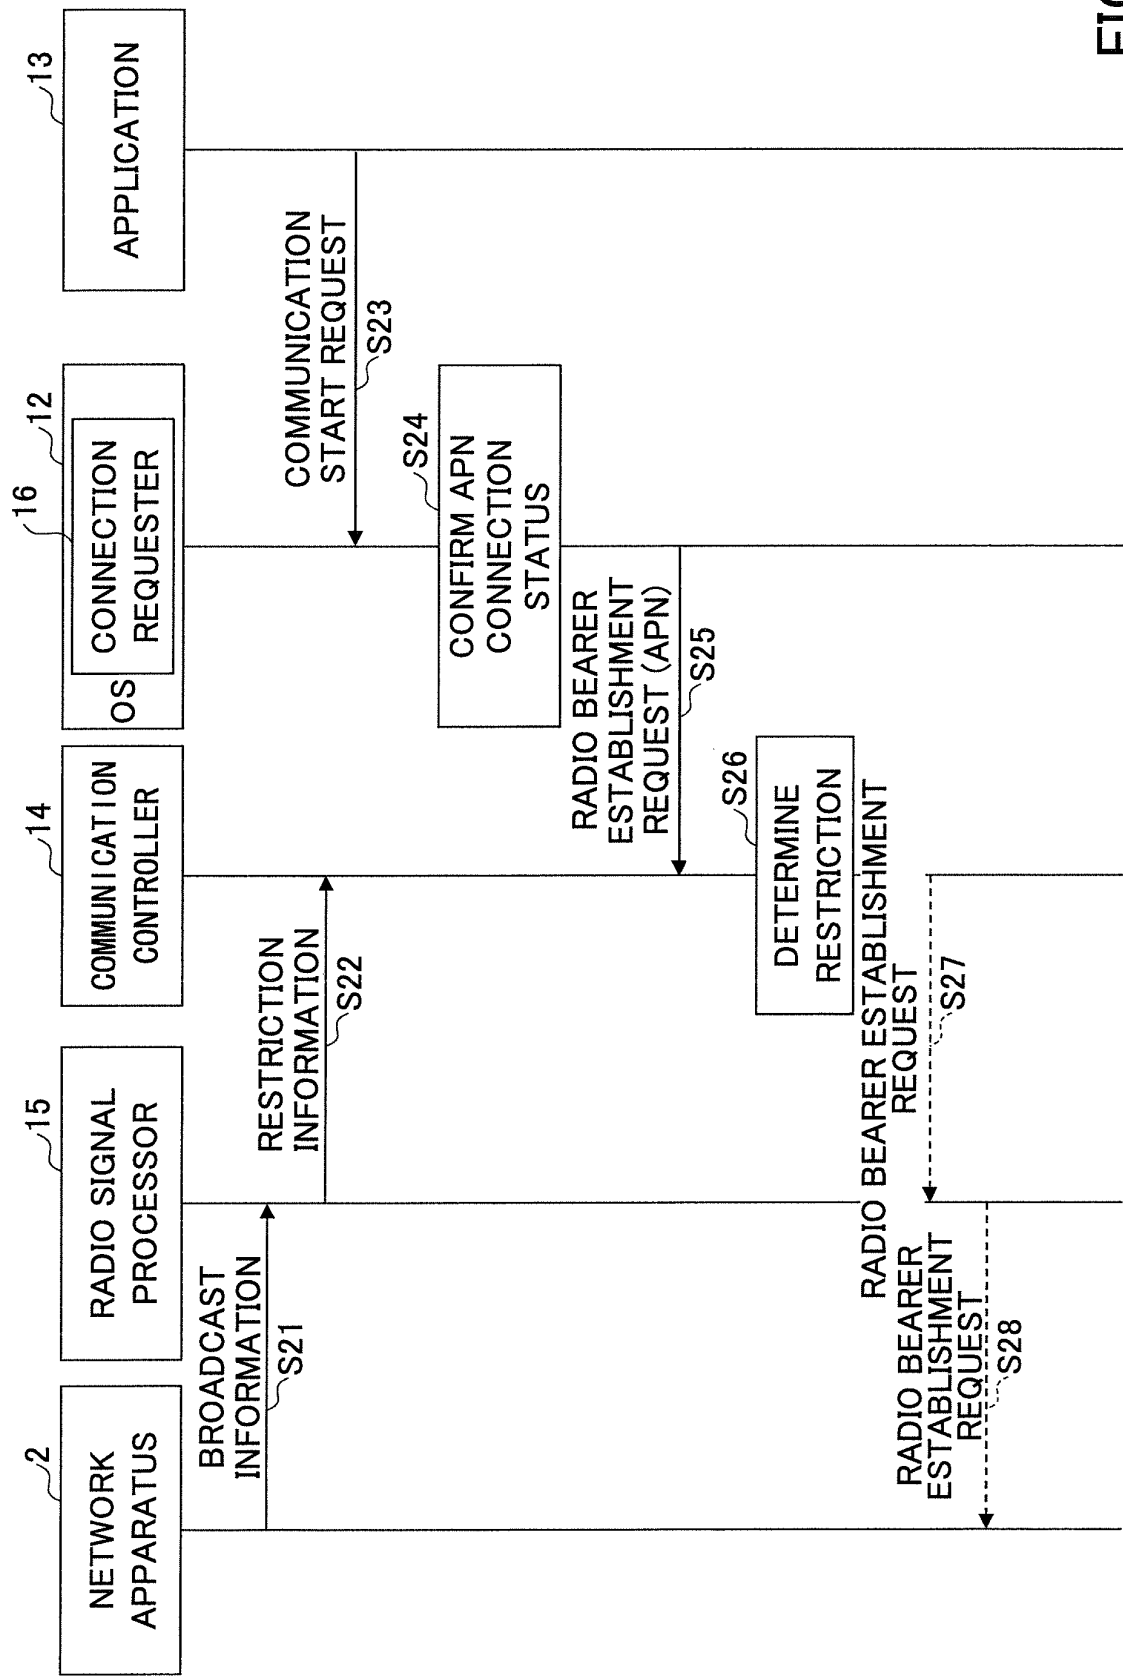 2
NETWORK
APPARATUS
15
RADIO SIGNAL
PROCESSOR
14
COMMUNICATION
CONTROLLER
16
12
CONNECTION
REQUESTER
OS
13
APPLICATION
BROADCAST
INFORMATION
S21
RESTRICTION
INFORMATION
S22
COMMUNICATION
START REQUEST
S23
S24
CONFIRM APN
CONNECTION
STATUS
RADIO BEARER
ESTABLISHMENT
REQUEST (APN)
S25
S26
DETERMINE
RESTRICTION
RADIO BEARER ESTABLISHMENT
REQUEST
S27
RADIO BEARER
ESTABLISHMENT
REQUEST
S28